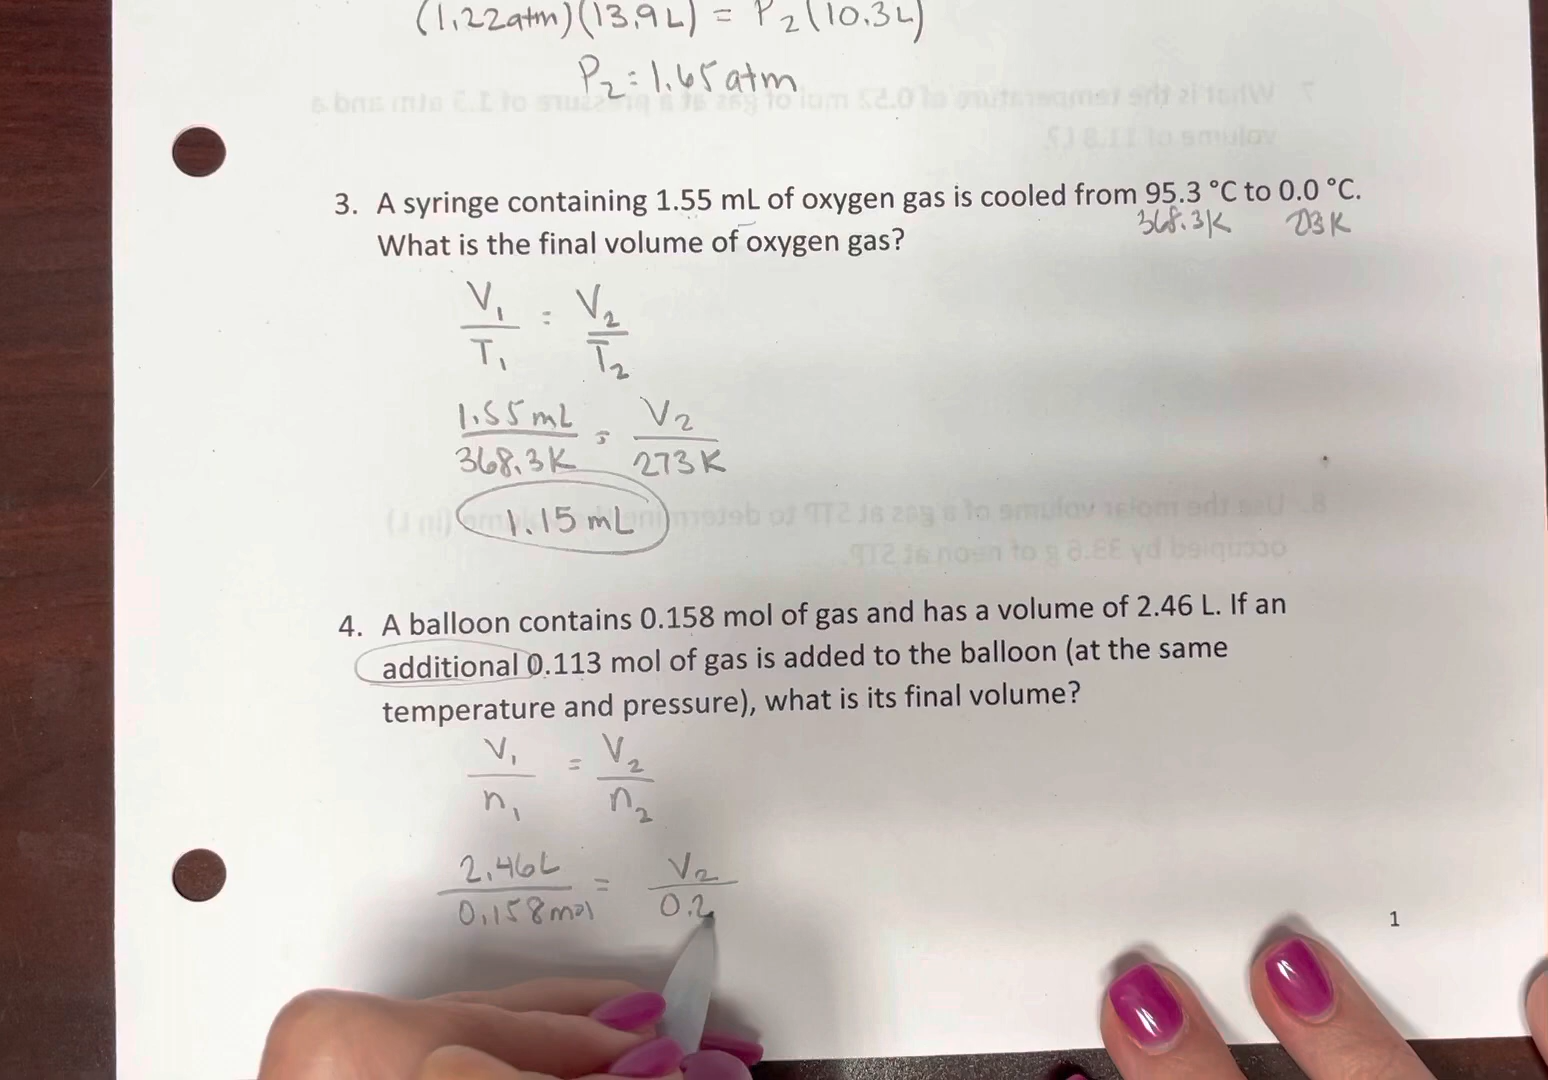 (1.22atm)(13.9L) = P2(10.3L)
P2 = 1.65atm
3. A syringe containing 1.55 mL of oxygen gas is cooled from 95.3 °C to 0.0 °C.
368.3K 273K
What is the final volume of oxygen gas?
V1 = V2
T1 T2
1.55mL = V2
368.3K 273K
1.15mL
4. A balloon contains 0.158 mol of gas and has a volume of 2.46 L. If an
additional 0.113 mol of gas is added to the balloon (at the same
temperature and pressure), what is its final volume?
V1 = V2
n1 n2
2.46L = V2
0.158mol 0.2
1